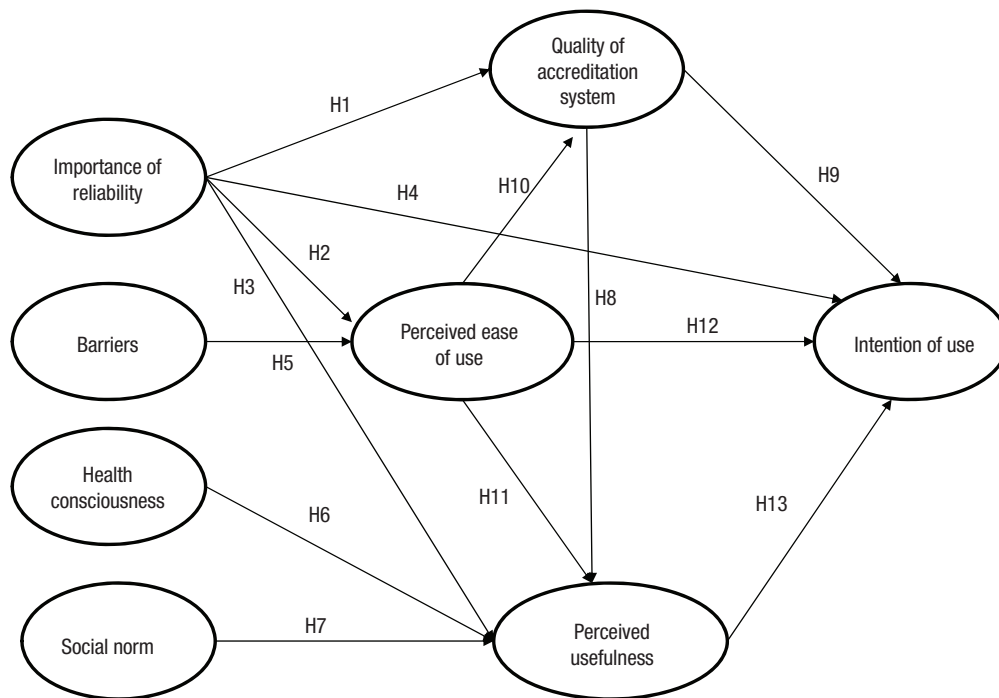 Quality of
accreditation
system
H1
Importance of
reliability
H10
H4
H9
H2
H3
H8
Barriers
H5
Perceived ease
of use
H12
Intention of use
Health
consciousness
H6
H11
H13
Social norm
H7
Perceived
usefulness